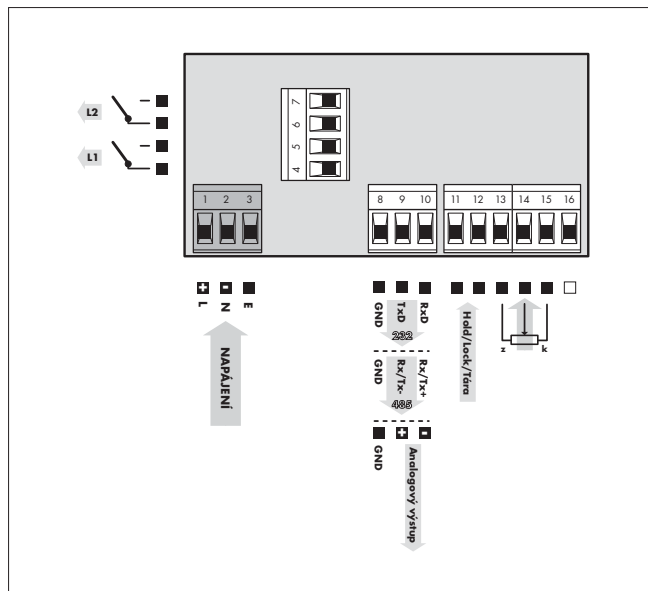 L2
L1
7
6
5
4
1 2 3
8 9 10
11 12 13
14 15 16
+ L
- N
E
NAPÁJENÍ
GND
TxD
RxD
232
GND
Rx/Tx-
Rx/Tx+
485
+ -
GND
Analogový výstup
Hold/Lock/Tára
z k